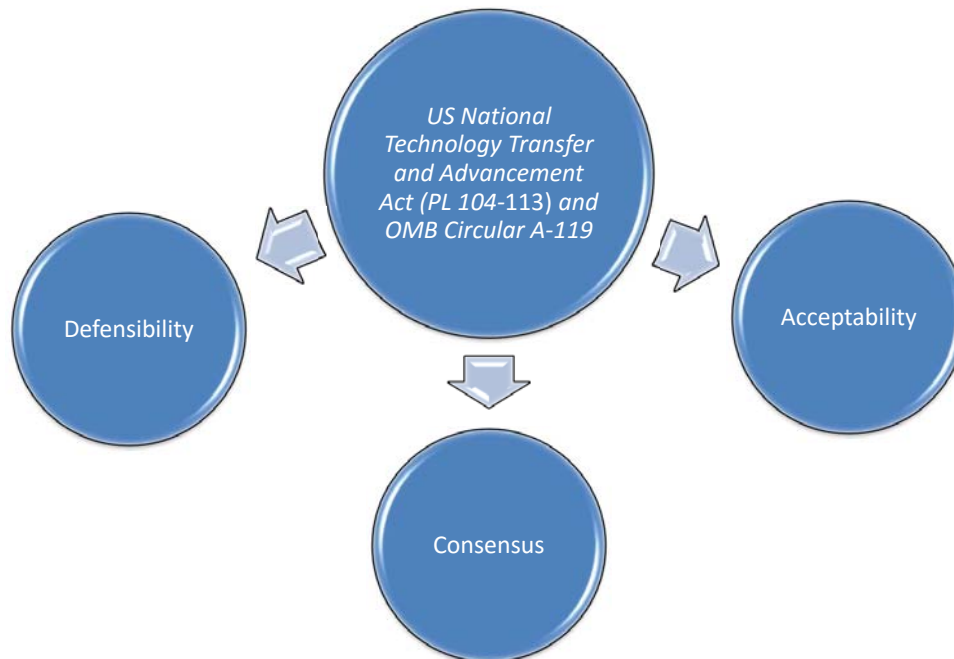 US National
Technology Transfer
and Advancement
Act (PL 104-113) and
OMB Circular A-119
Defensibility
Acceptability
Consensus